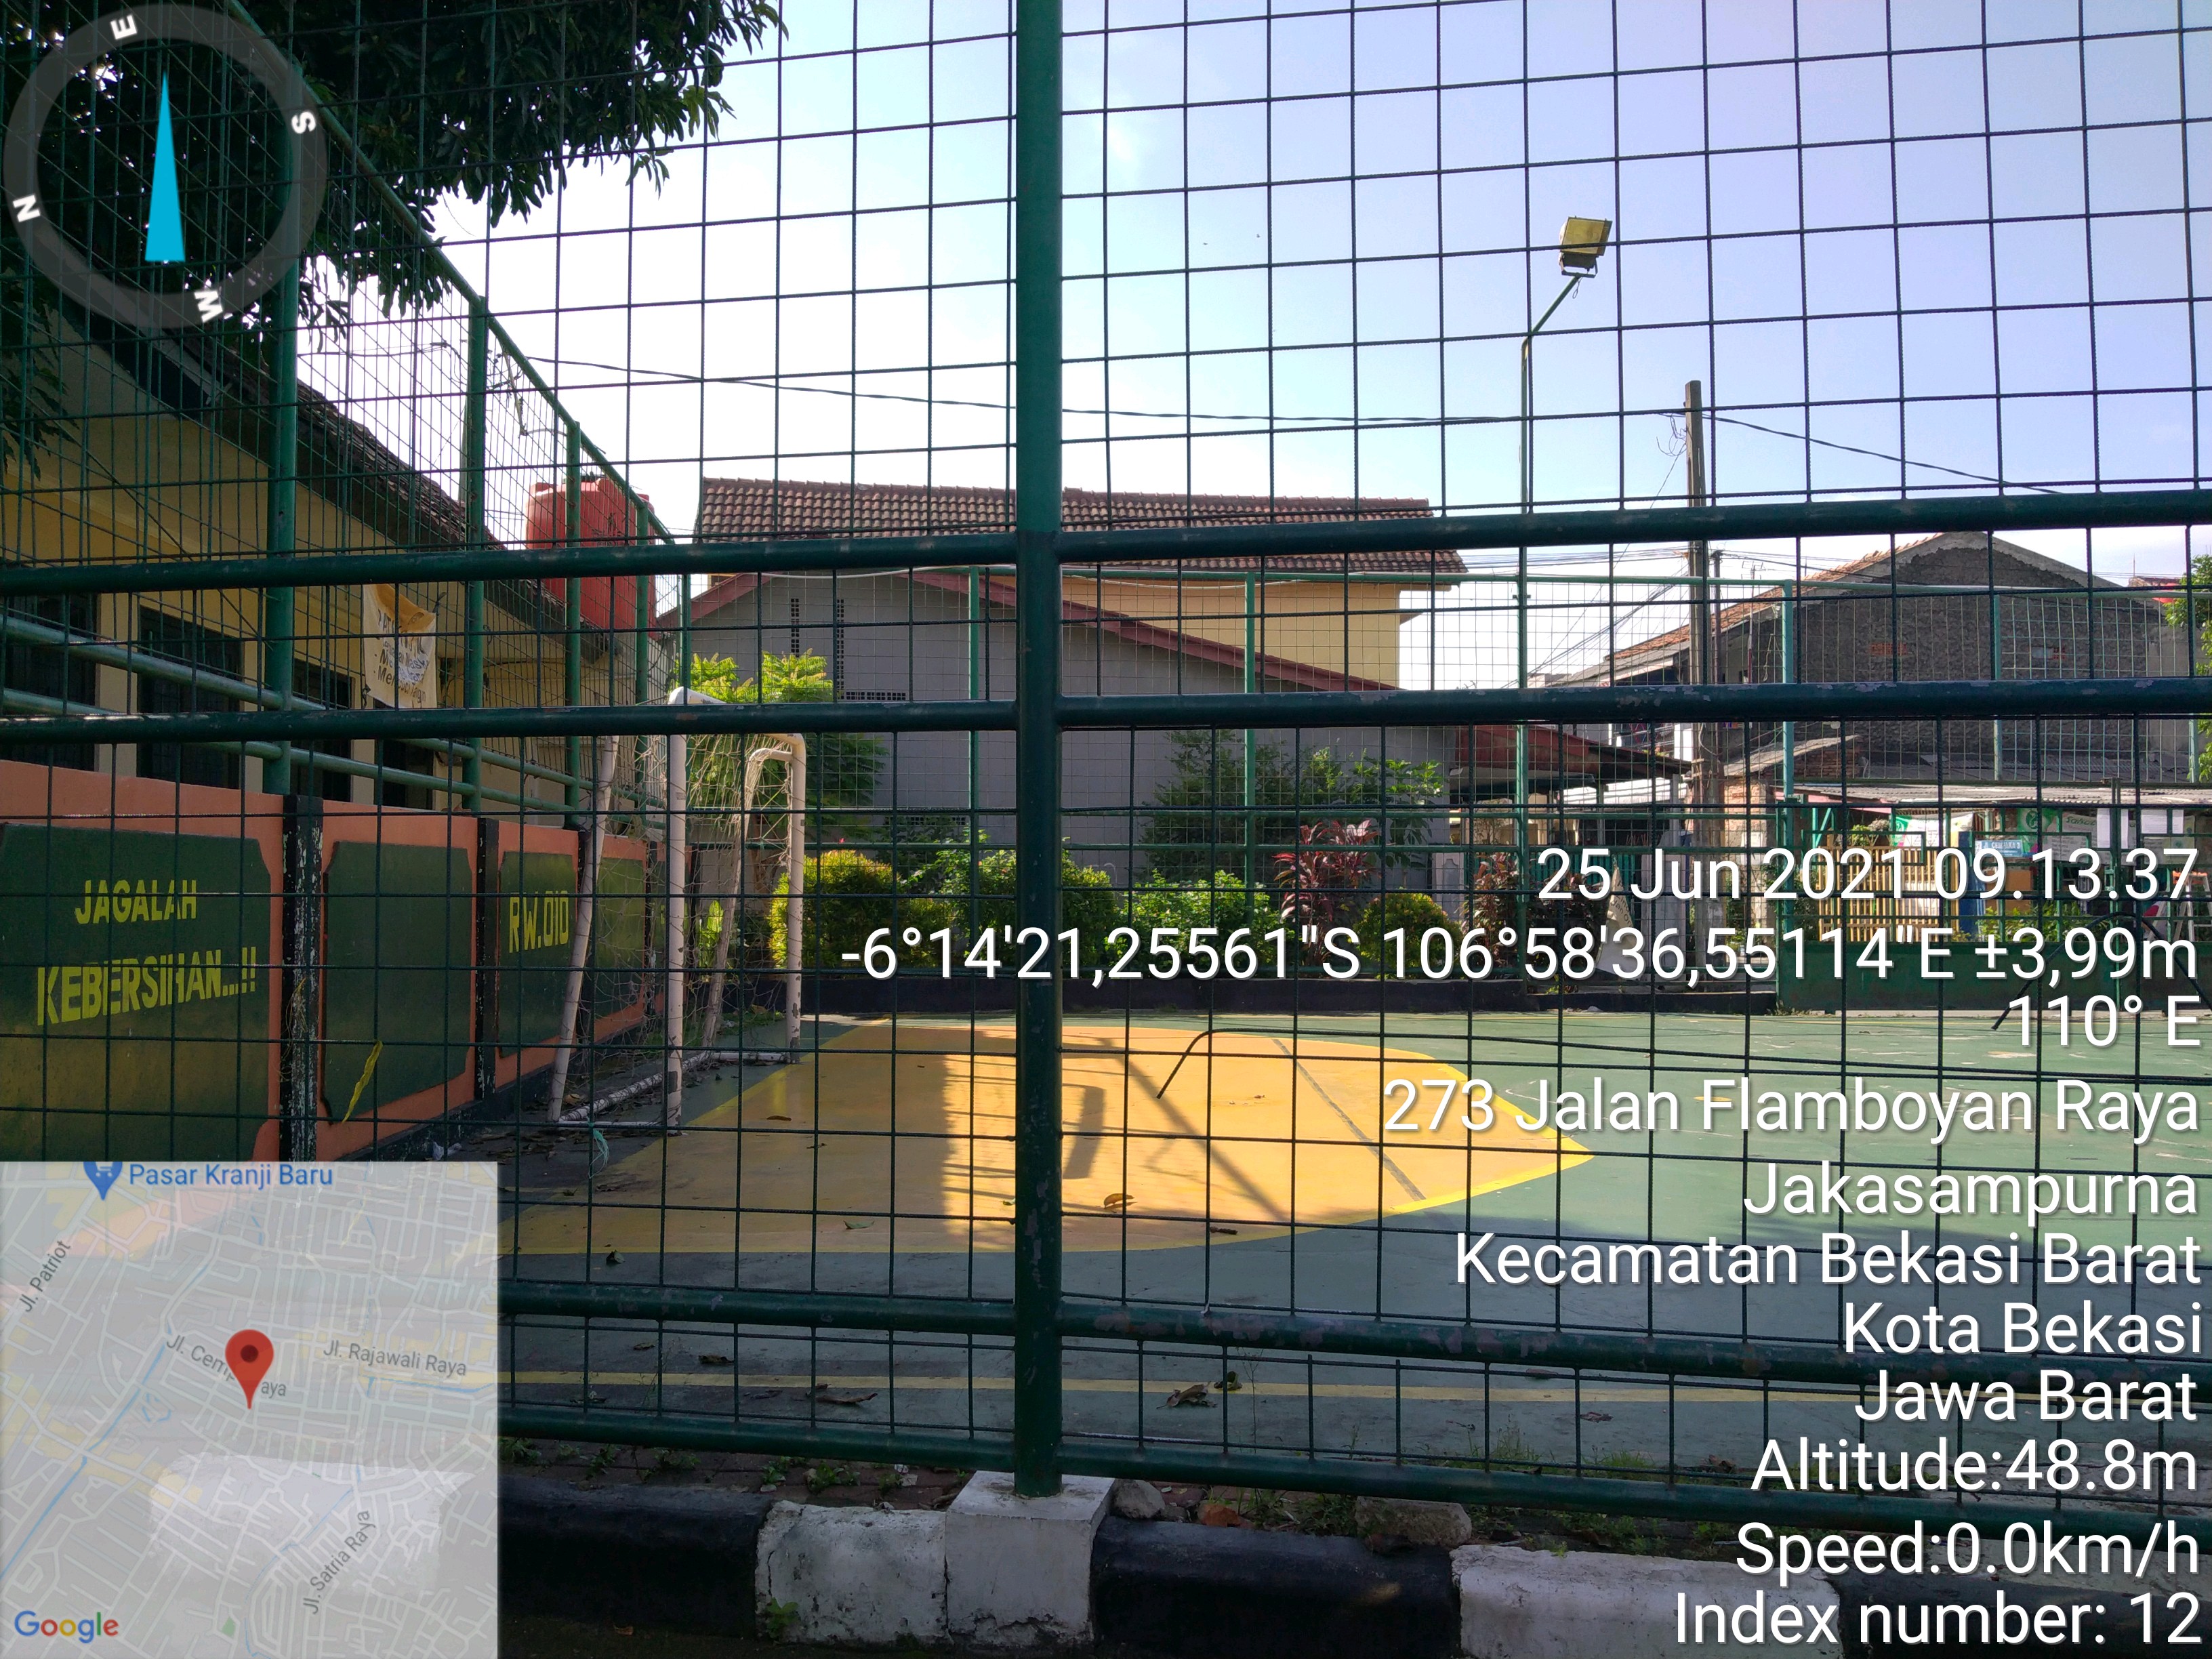 E
S
N
W
JAGALAH
KEBERSIHAN...!!
RW.010
25 Jun 2021 09.13.37
-6°14'21,25561"S 106°58'36,55114"E ±3,99m
110° E
273 Jalan Flamboyan Raya
Jakasampurna
Kecamatan Bekasi Barat
Kota Bekasi
Jawa Barat
Altitude:48.8m
Speed:0.0km/h
Index number: 12
Pasar Kranji Baru
Jl. Patriot
Jl. Rajawali Raya
Jl. Satria Raya
Google